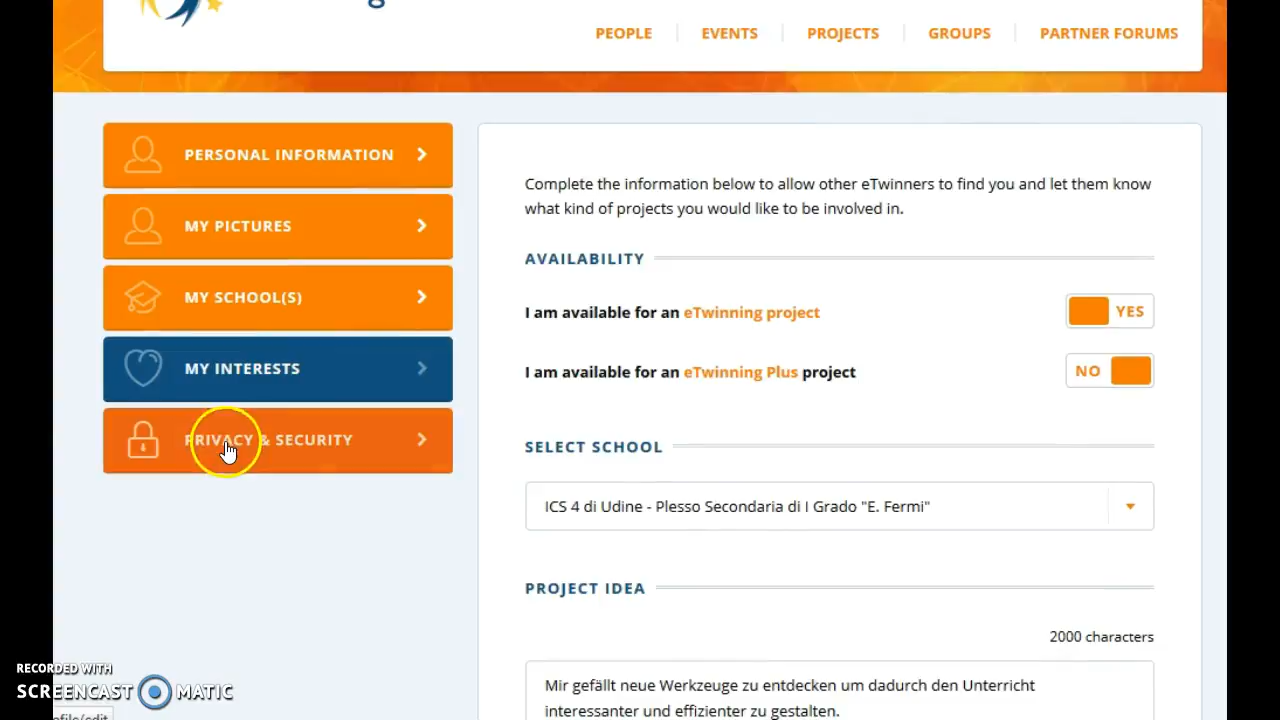 PEOPLE
EVENTS
PROJECTS
GROUPS
PARTNER FORUMS
PERSONAL INFORMATION
MY PICTURES
MY SCHOOL(S)
MY INTERESTS
PRIVACY & SECURITY
Complete the information below to allow other eTwinners to find you and let them know
what kind of projects you would like to be involved in.
AVAILABILITY
I am available for an eTwinning project
YES
I am available for an eTwinning Plus project
NO
SELECT SCHOOL
ICS 4 di Udine - Plesso Secondaria di I Grado "E. Fermi"
PROJECT IDEA
2000 characters
Mir gefällt neue Werkzeuge zu entdecken um dadurch den Unterricht
interessanter und effizienter zu gestalten.
RECORDED WITH
SCREENCAST MATIC